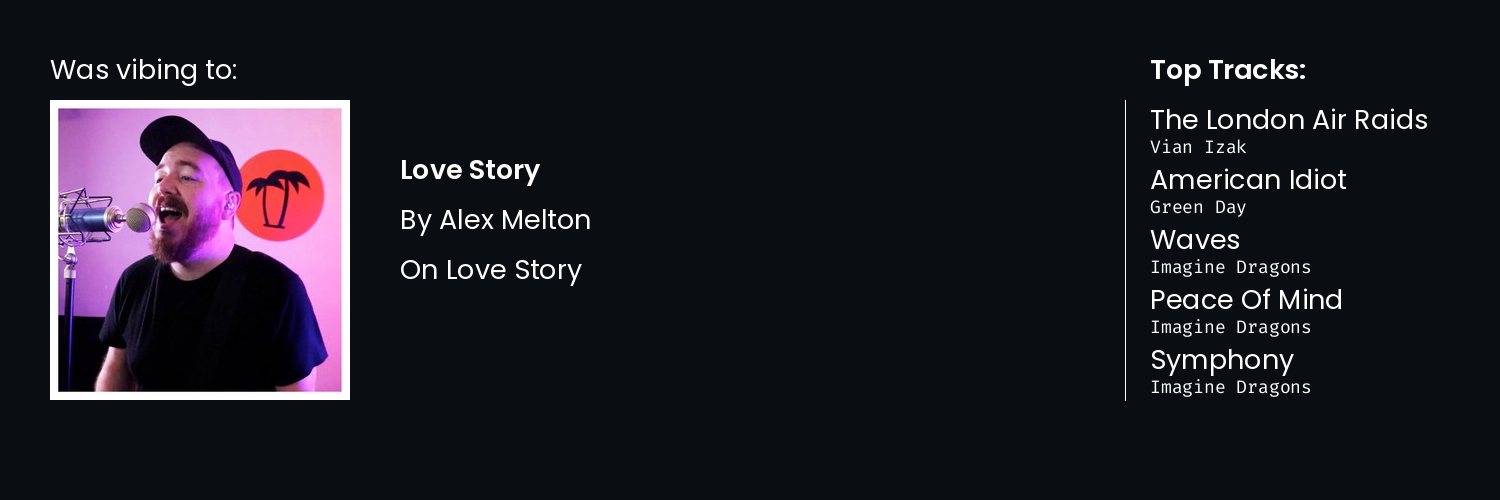 Was vibing to:
Love Story
By Alex Melton
On Love Story
Top Tracks:
The London Air Raids
Vian Izak
American Idiot
Green Day
Waves
Imagine Dragons
Peace Of Mind
Imagine Dragons
Symphony
Imagine Dragons